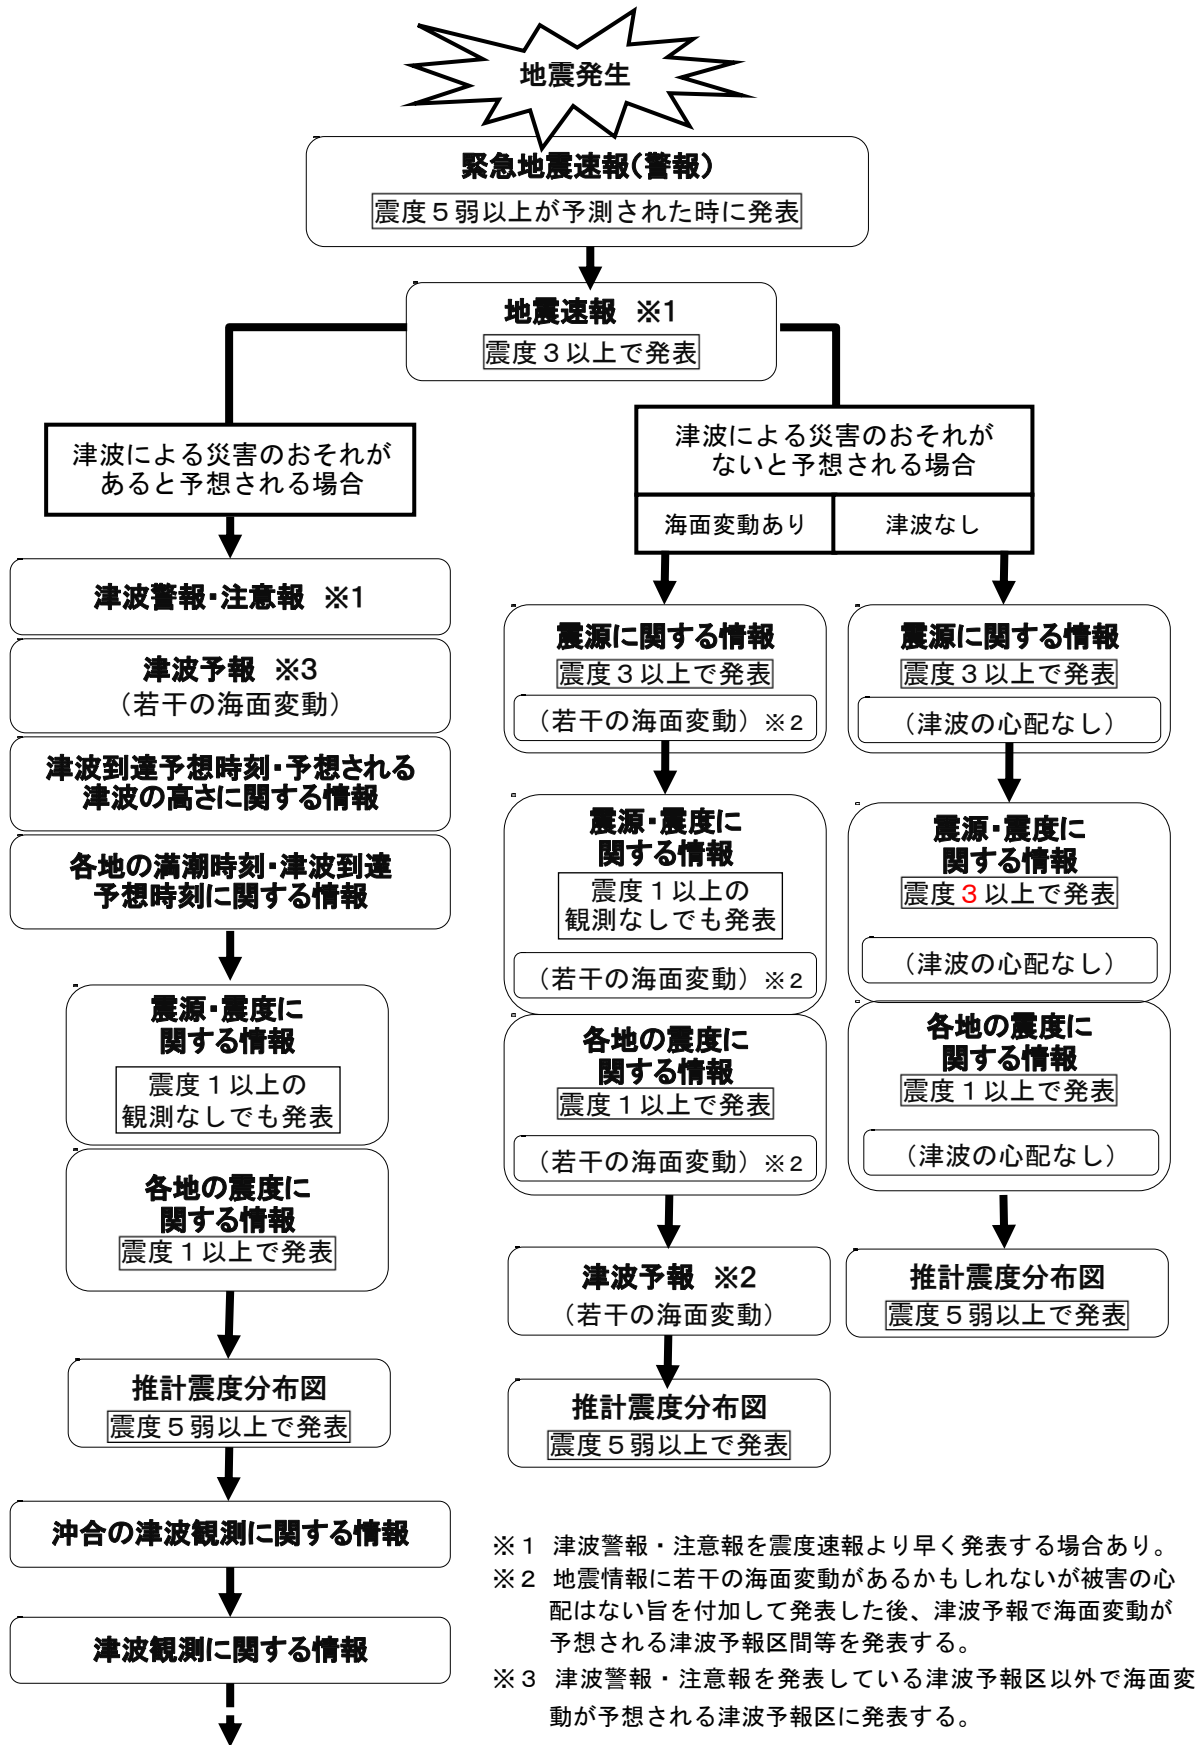 地震発生
緊急地震速報（警報）
震度５弱以上が予測された時に発表
地震速報　※1
震度３以上で発表
津波による災害のおそれが
あると予想される場合
津波警報・注意報　※1
津波予報　※3
（若干の海面変動）
津波到達予想時刻・予想される
津波の高さに関する情報
各地の満潮時刻・津波到達
予想時刻に関する情報
震源・震度に
関する情報
震度１以上の
観測なしでも発表
各地の震度に
関する情報
震度１以上で発表
推計震度分布図
震度５弱以上で発表
沖合の津波観測に関する情報
津波観測に関する情報
津波による災害のおそれが
ないと予想される場合
海面変動あり
津波なし
震源に関する情報
震度３以上で発表
（若干の海面変動）※２
震源・震度に
関する情報
震度１以上の
観測なしでも発表
（若干の海面変動）※２
各地の震度に
関する情報
震度１以上で発表
（若干の海面変動）※２
津波予報　※2
（若干の海面変動）
推計震度分布図
震度５弱以上で発表
震源に関する情報
震度３以上で発表
（津波の心配なし）
震源・震度に
関する情報
震度３以上で発表
（津波の心配なし）
各地の震度に
関する情報
震度１以上で発表
（津波の心配なし）
推計震度分布図
震度５弱以上で発表
※１　津波警報・注意報を震度速報より早く発表する場合あり。
※２　地震情報に若干の海面変動があるかもしれないが被害の心
配はない旨を付加して発表した後、津波予報で海面変動が
予想される津波予報区間等を発表する。
※３　津波警報・注意報を発表している津波予報区以外で海面変
動が予想される津波予報区に発表する。